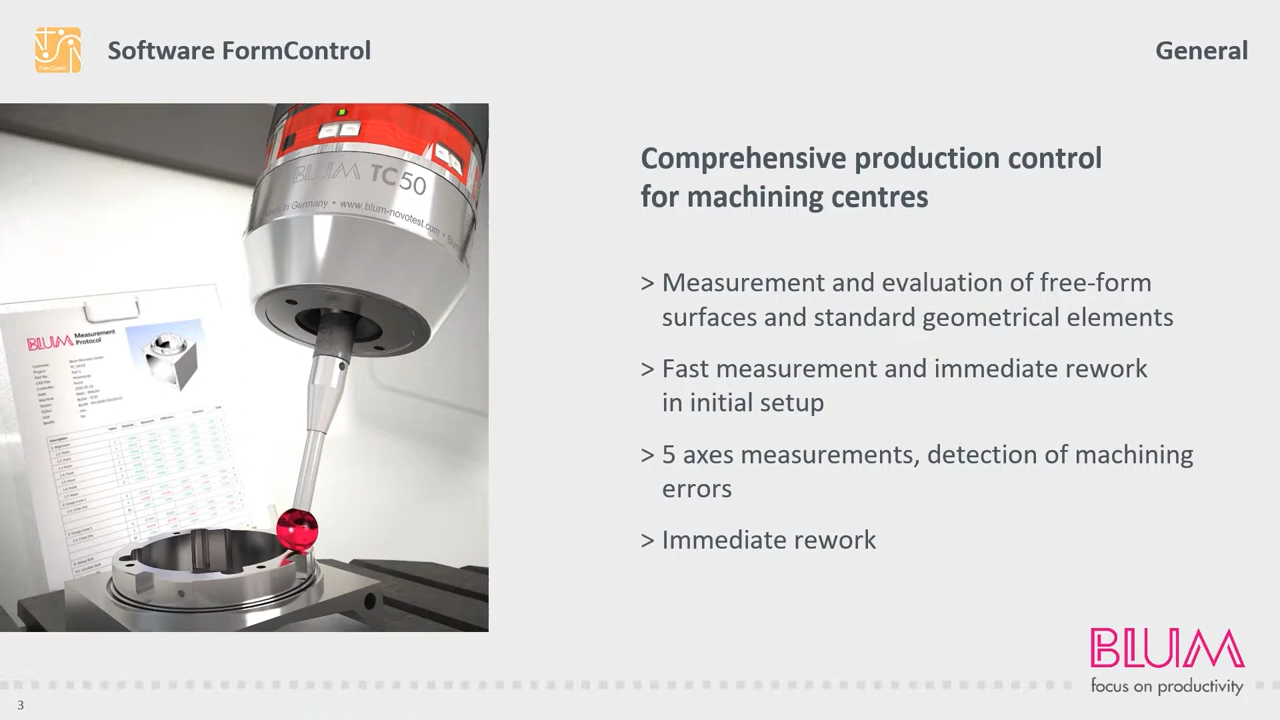 Software FormControl
General
BLUM TC50
in Germany • www.blum-novotest.com • Blum
BLUM Measurement
Protocol
Comprehensive production control
for machining centres
> Measurement and evaluation of free-form
surfaces and standard geometrical elements
> Fast measurement and immediate rework
in initial setup
> 5 axes measurements, detection of machining
errors
> Immediate rework
BLUM
focus on productivity
3